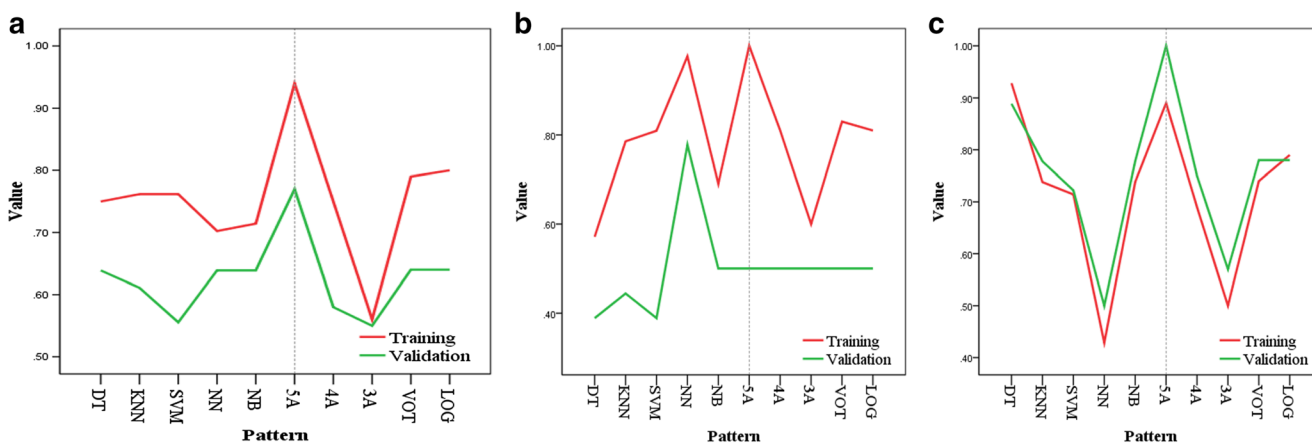 a
1.00
.90
.80
.70
.60
.50
Value
DT
KNN
SVM
NN
NB
5A
4A
3A
VOT
LOG
Pattern
Training
Validation
b
1.00
.80
.60
.40
Value
DT
KNN
SVM
NN
NB
5A
4A
3A
VOT
LOG
Pattern
Training
Validation
c
1.00
.90
.80
.70
.60
.50
.40
Value
DT
KNN
SVM
NN
NB
5A
4A
3A
VOT
LOG
Pattern
Training
Validation